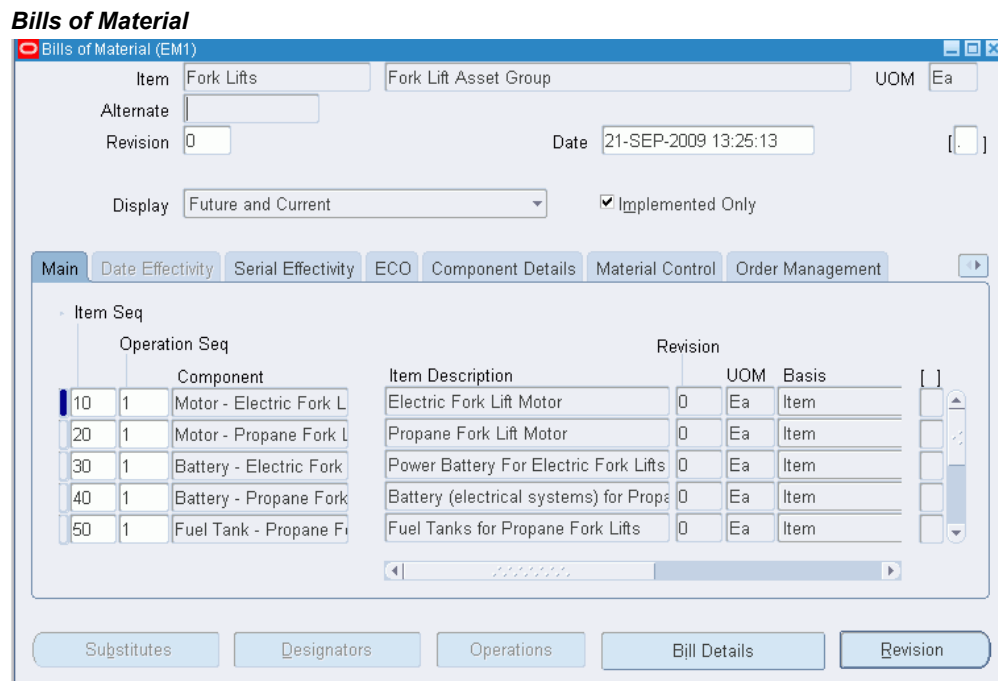 Bills of Material
Bills of Material (EM1)
Item Fork Lifts Fork Lift Asset Group UOM Ea
Alternate
Revision 0 Date 21-SEP-2009 13:25:13 [ . ]
Display Future and Current Implemented Only
Main Date Effectivity Serial Effectivity ECO Component Details Material Control Order Management
Item Seq
Operation Seq Revision
Component Item Description UOM Basis [ ]
10 1 Motor - Electric Fork L Electric Fork Lift Motor 0 Ea Item
20 1 Motor - Propane Fork L Propane Fork Lift Motor 0 Ea Item
30 1 Battery - Electric Fork Power Battery For Electric Fork Lifts 0 Ea Item
40 1 Battery - Propane Fork Battery (electrical systems) for Propa 0 Ea Item
50 1 Fuel Tank - Propane Fo Fuel Tanks for Propane Fork Lifts 0 Ea Item
Substitutes Designators Operations Bill Details Revision